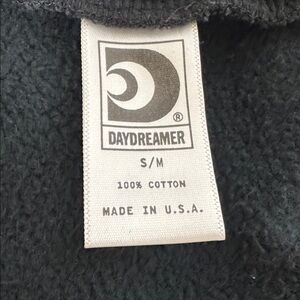 D®
DAYDREAMER
S/M
100% COTTON
MADE IN U.S.A.